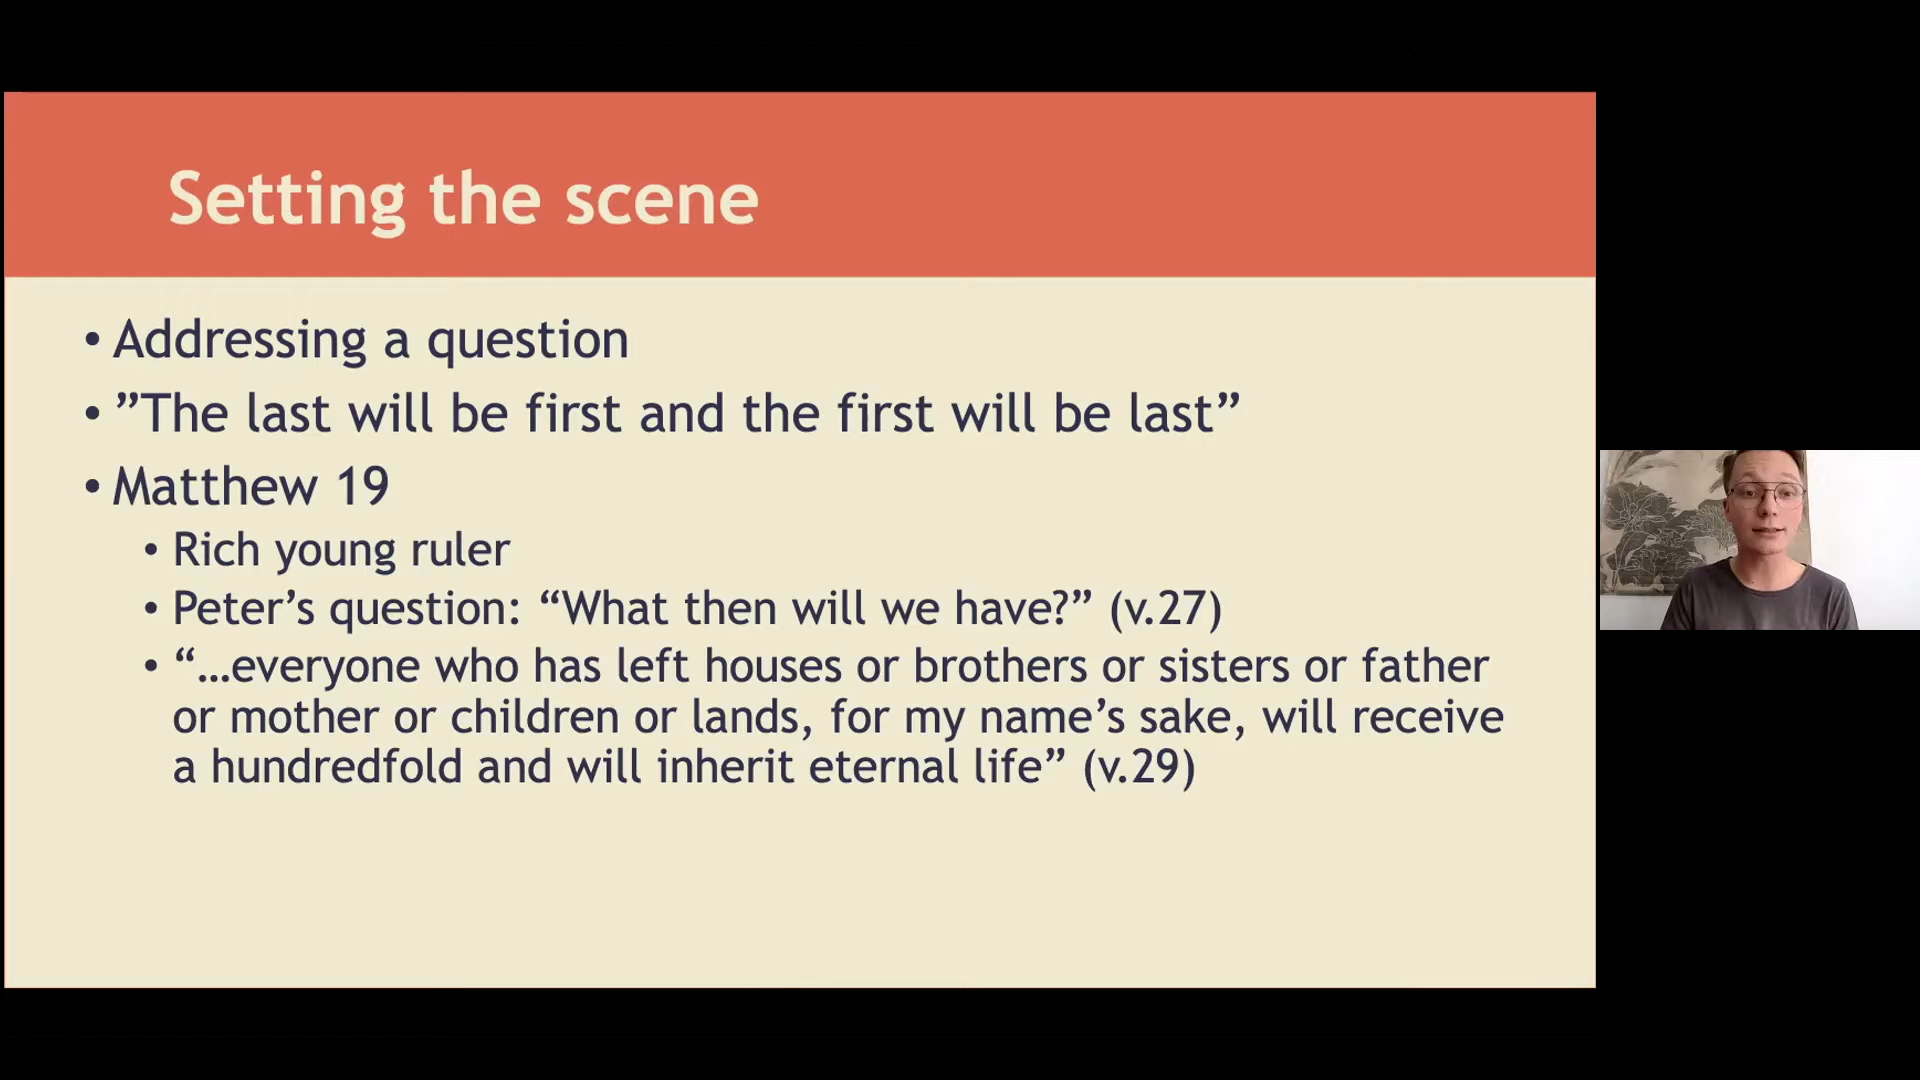 Setting the scene
• Addressing a question
• ”The last will be first and the first will be last”
• Matthew 19
• Rich young ruler
• Peter’s question: “What then will we have?” (v.27)
• “…everyone who has left houses or brothers or sisters or father
or mother or children or lands, for my name’s sake, will receive
a hundredfold and will inherit eternal life” (v.29)